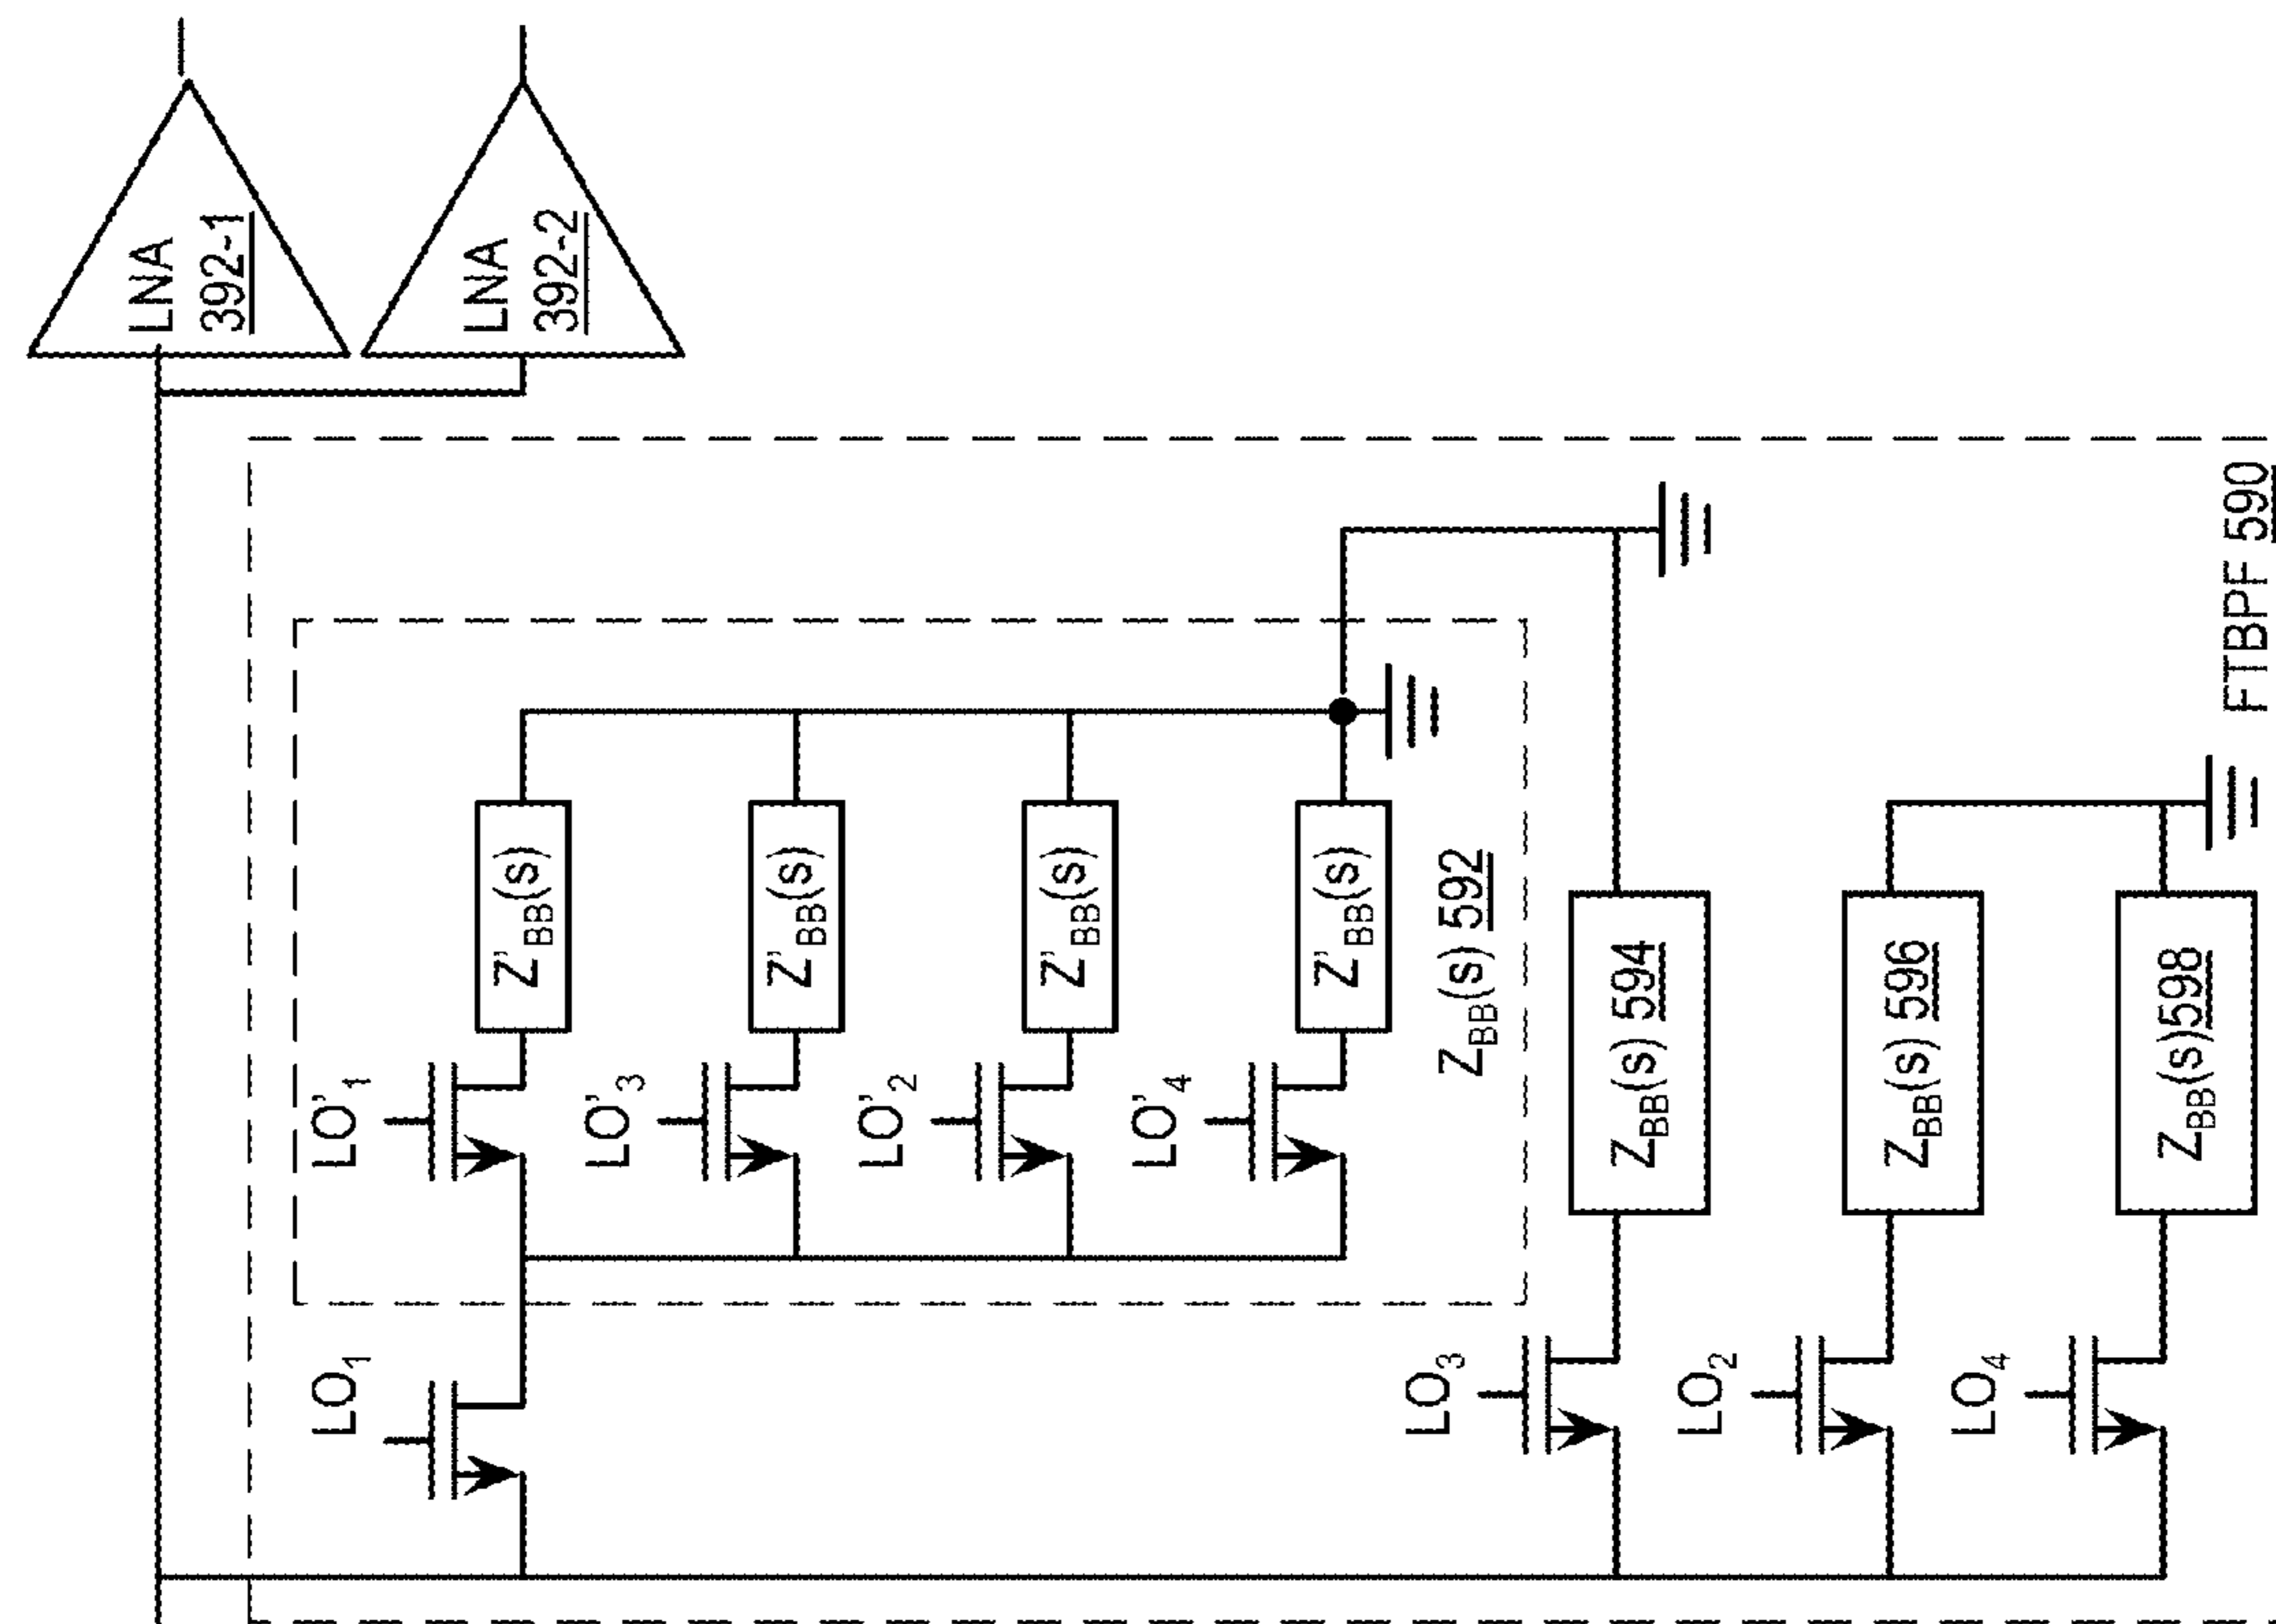 LNA
392-1
LNA
392-2
LO₁
LO'₁
Z'BB(s)
LO'₃
Z'BB(s)
LO'₂
Z'BB(s)
LO'₄
Z'BB(s)
ZBB(s) 592
LO₃
ZBB(s) 594
LO₂
ZBB(s) 596
LO₄
ZBB(s)598
FTBPF 590